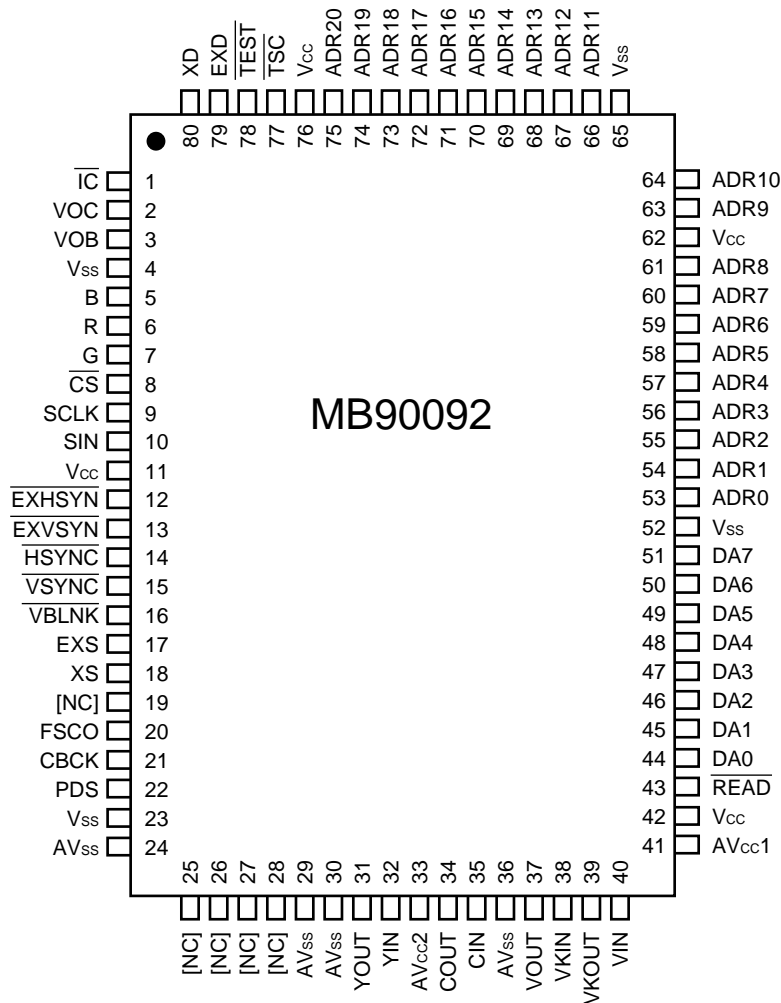 XD EXD TEST TSC Vcc ADR20 ADR19 ADR18 ADR17 ADR16 ADR15 ADR14 ADR13 ADR12 ADR11 Vss
80 79 78 77 76 75 74 73 72 71 70 69 68 67 66 65
IC 1 64 ADR10
VOC 2 63 ADR9
VOB 3 62 Vcc
Vss 4 61 ADR8
B 5 60 ADR7
R 6 59 ADR6
G 7 58 ADR5
CS 8 57 ADR4
MB90092
SCLK 9 56 ADR3
SIN 10 55 ADR2
Vcc 11 54 ADR1
EXHSYN 12 53 ADR0
EXVSYN 13 52 Vss
HSYNC 14 51 DA7
VSYNC 15 50 DA6
VBLNK 16 49 DA5
EXS 17 48 DA4
XS 18 47 DA3
[NC] 19 46 DA2
FSCO 20 45 DA1
CBCK 21 44 DA0
PDS 22 43 READ
Vss 23 42 Vcc
AVss 24 41 AVcc1
25 26 27 28 29 30 31 32 33 34 35 36 37 38 39 40
[NC] [NC] [NC] [NC] AVss AVss YOUT YIN AVcc2 COUT CIN AVss VOUT VKIN VKOUT VIN